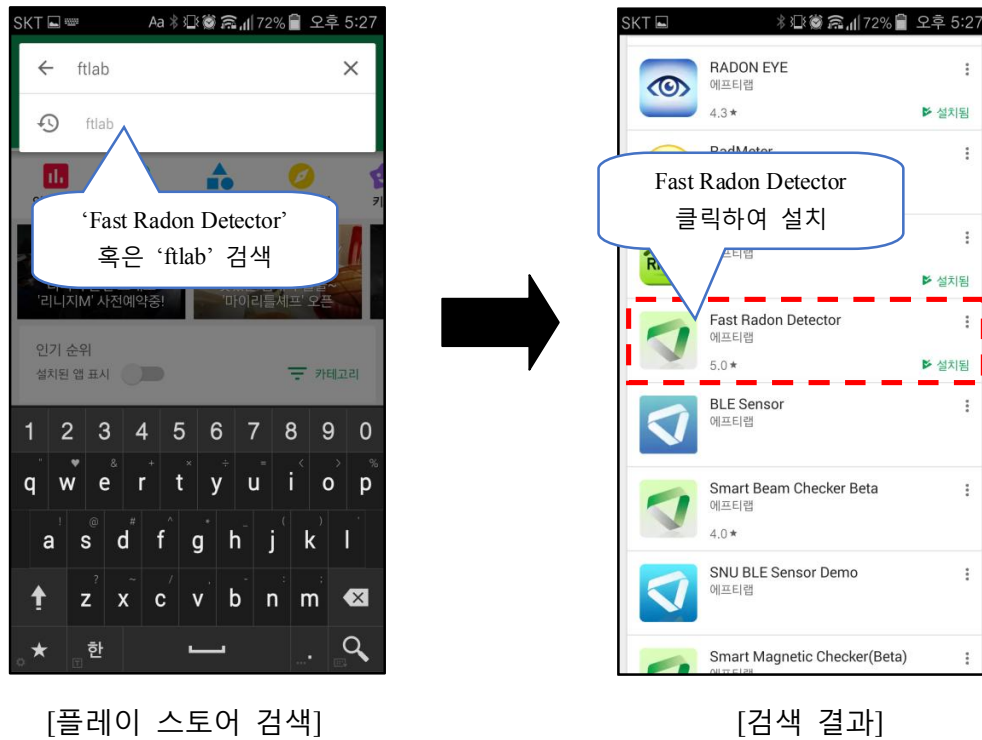 SKT Aa 72% 오후 5:27
ftlab
ftlab
‘Fast Radon Detector’
혹은 ‘ftlab’ 검색
'리니지M' 사전예약중!
'마이리틀셰프' 오픈
인기 순위
설치된 앱 표시
카테고리
1 2 3 4 5 6 7 8 9 0
q w e r t y u i o p
a s d f g h j k l
z x c v b n m
한 .
[플레이 스토어 검색]
SKT 72% 오후 5:27
RADON EYE
에프티랩
4.3★ 설치됨
RadMeter
Fast Radon Detector
클릭하여 설치
설치됨
Fast Radon Detector
에프티랩
5.0★ 설치됨
BLE Sensor
에프티랩
Smart Beam Checker Beta
에프티랩
4.0★
SNU BLE Sensor Demo
에프티랩
Smart Magnetic Checker(Beta)
에프티랩
[검색 결과]